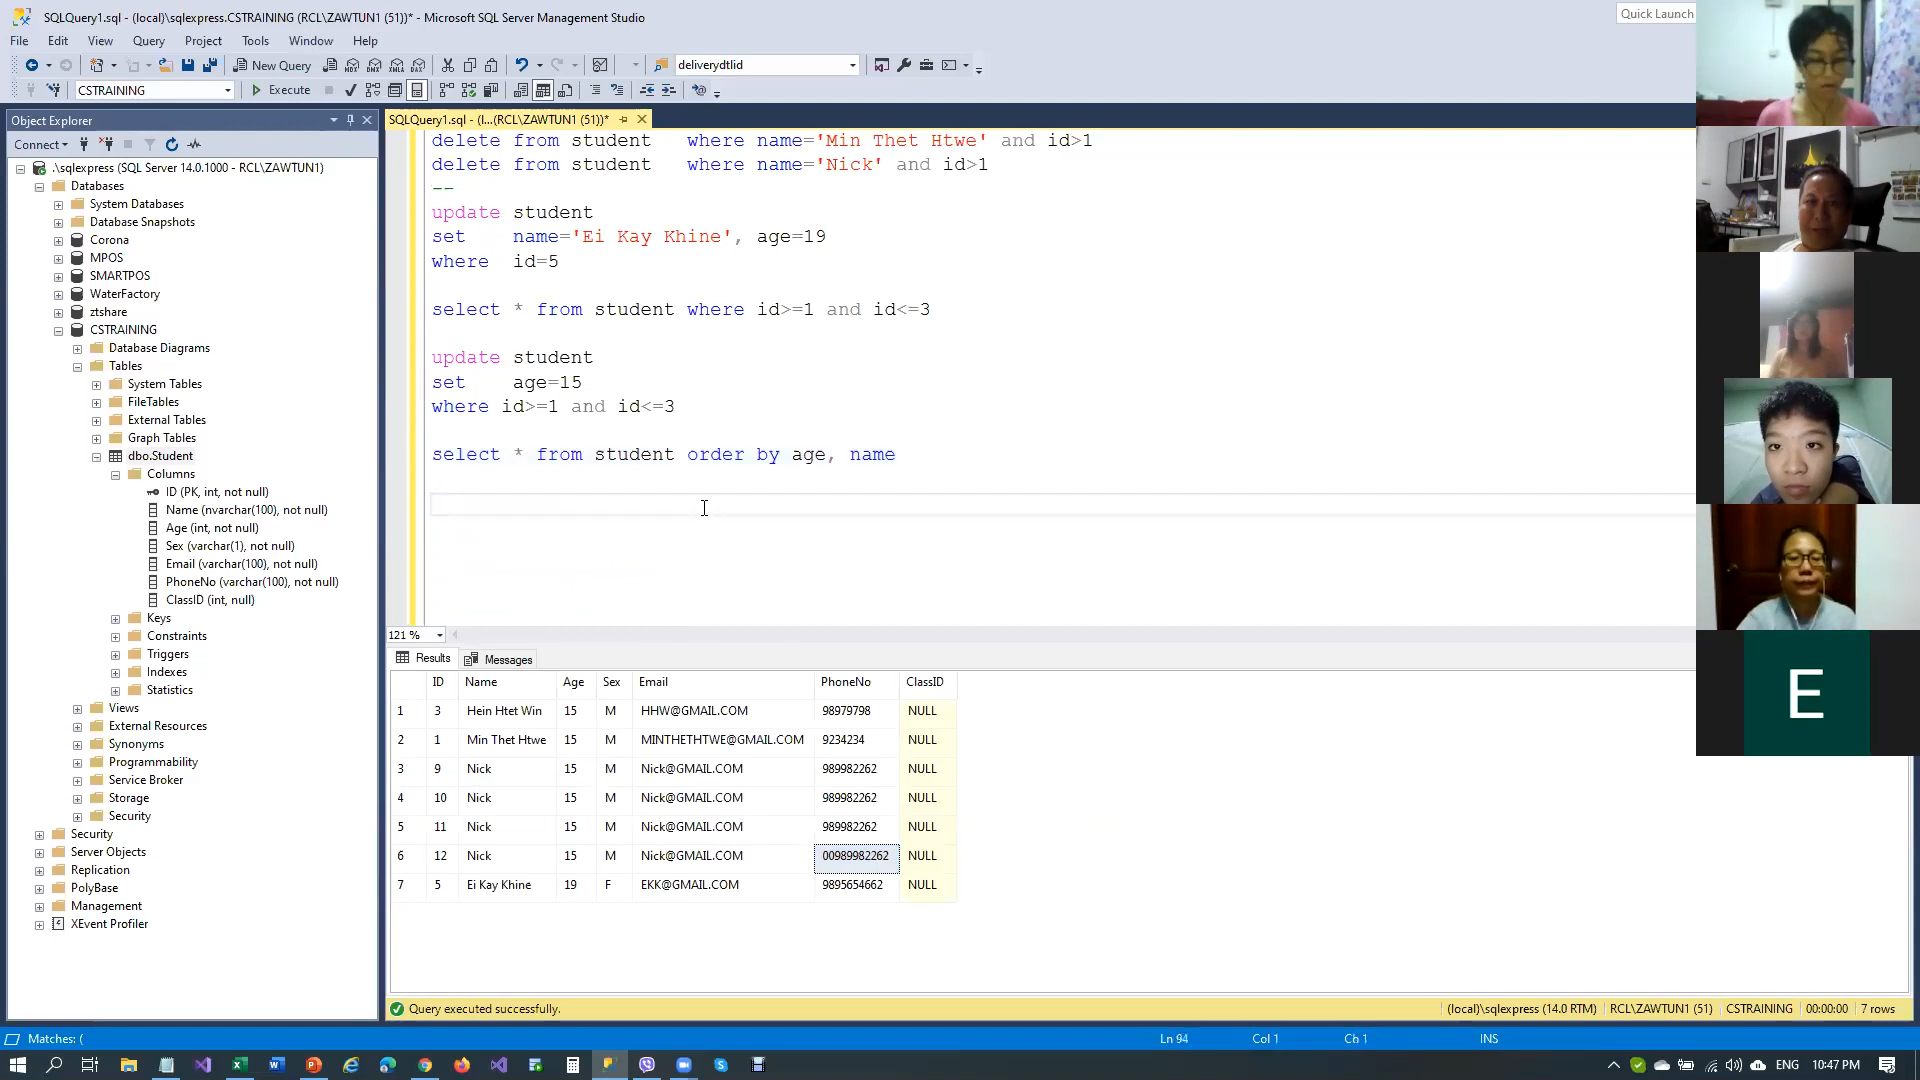 SQLQuery1.sql - (local)\sqlexpress.CSTRAINING (RCL\ZAWTUN1 (51))* - Microsoft SQL Server Management Studio
Quick Launch
File Edit View Query Project Tools Window Help
New Query
deliverydtlid
CSTRAINING
Execute
Object Explorer
Connect
.\sqlexpress (SQL Server 14.0.1000 - RCL\ZAWTUN1)
Databases
System Databases
Database Snapshots
Corona
MPOS
SMARTPOS
WaterFactory
ztshare
CSTRAINING
Database Diagrams
Tables
System Tables
FileTables
External Tables
Graph Tables
dbo.Student
Columns
ID (PK, int, not null)
Name (nvarchar(100), not null)
Age (int, not null)
Sex (varchar(1), not null)
Email (varchar(100), not null)
PhoneNo (varchar(100), not null)
ClassID (int, null)
Keys
Constraints
Triggers
Indexes
Statistics
Views
External Resources
Synonyms
Programmability
Service Broker
Storage
Security
Security
Server Objects
Replication
PolyBase
Management
XEvent Profiler
SQLQuery1.sql - (l...(RCL\ZAWTUN1 (51))*
delete from student where name='Min Thet Htwe' and id>1
delete from student where name='Nick' and id>1
--
update student
set name='Ei Kay Khine', age=19
where id=5
select * from student where id>=1 and id<=3
update student
set age=15
where id>=1 and id<=3
select * from student order by age, name
121 %
Results Messages
ID Name Age Sex Email PhoneNo ClassID
1 3 Hein Htet Win 15 M HHW@GMAIL.COM 98979798 NULL
2 1 Min Thet Htwe 15 M MINTHETHTWE@GMAIL.COM 9234234 NULL
3 9 Nick 15 M Nick@GMAIL.COM 989982262 NULL
4 10 Nick 15 M Nick@GMAIL.COM 989982262 NULL
5 11 Nick 15 M Nick@GMAIL.COM 989982262 NULL
6 12 Nick 15 M Nick@GMAIL.COM 00989982262 NULL
7 5 Ei Kay Khine 19 F EKK@GMAIL.COM 9895654662 NULL
Query executed successfully.
(local)\sqlexpress (14.0 RTM) RCL\ZAWTUN1 (51) CSTRAINING 00:00:00 7 rows
Matches: (
Ln 94 Col 1 Ch 1 INS
ENG 10:47 PM
E